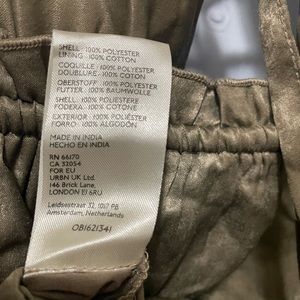 SHELL: 100% POLYESTER
LINING: 100% COTTON
COQUILLE: 100% POLYESTER
DOUBLURE: 100% COTON
OBERSTOFF: 100% POLYESTER
FUTTER: 100% BAUMWOLLE
SHELL: 100% POLIESTERE
FODERA: 100% COTONE
EXTERIOR: 100% POLIÉSTER
FORRO: 100% ALGODÓN
MADE IN INDIA
HECHO EN INDIA
RN 66170
CA 32054
FOR EU
URBN UK Ltd.
146 Brick Lane,
LONDON E1 6RU
Leidsestraat 32, 1017 PB
Amsterdam, Netherlands
OB1621341